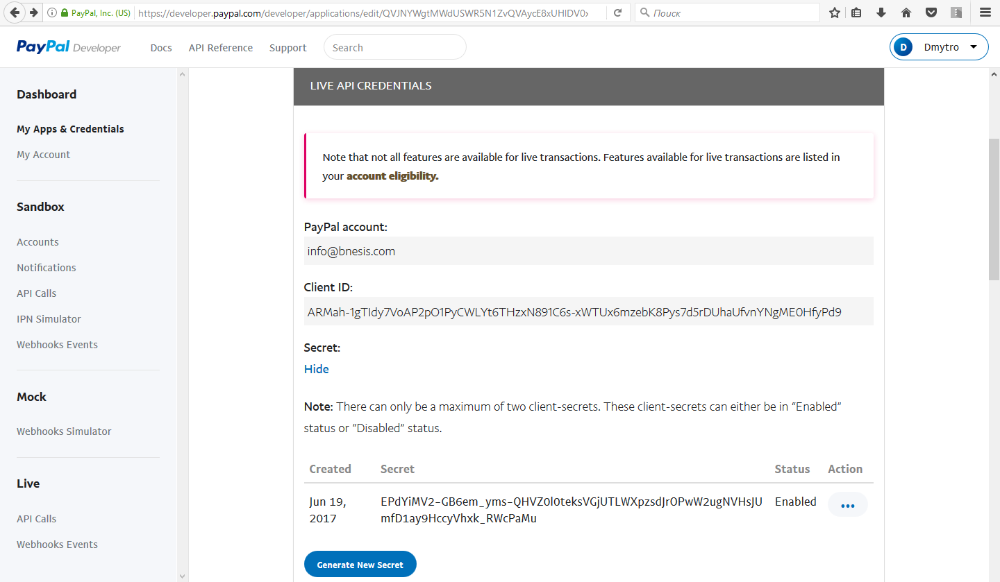 PayPal, Inc. (US)
https://developer.paypal.com/developer/applications/edit/QVJNYWgtMWdUSWR5N1ZvQVAycE8xUHlDV0x
Поиск
PayPal Developer
Docs
API Reference
Support
Search
D
Dmytro
Dashboard
My Apps & Credentials
My Account
Sandbox
Accounts
Notifications
API Calls
IPN Simulator
Webhooks Events
Mock
Webhooks Simulator
Live
API Calls
Webhooks Events
LIVE API CREDENTIALS
Note that not all features are available for live transactions. Features available for live transactions are listed in
your account eligibility.
PayPal account:
info@bnesis.com
Client ID:
ARMah-1gTIdy7VoAP2pO1PyCWLYt6THzxN891C6s-xWTUx6mzebK8Pys7d5rDUhaUfvnYNgME0HfyPd9
Secret:
Hide
Note: There can only be a maximum of two client-secrets. These client-secrets can either be in “Enabled”
status or “Disabled” status.
Created Secret Status Action
Jun 19, EPdYiMV2-GB6em_yms-QHVZ0l0teksVGjUTLWXpzsdJrOPwW2ugNVHsJU Enabled
2017 mfD1ay9HccyVhxk_RWcPaMu
Generate New Secret